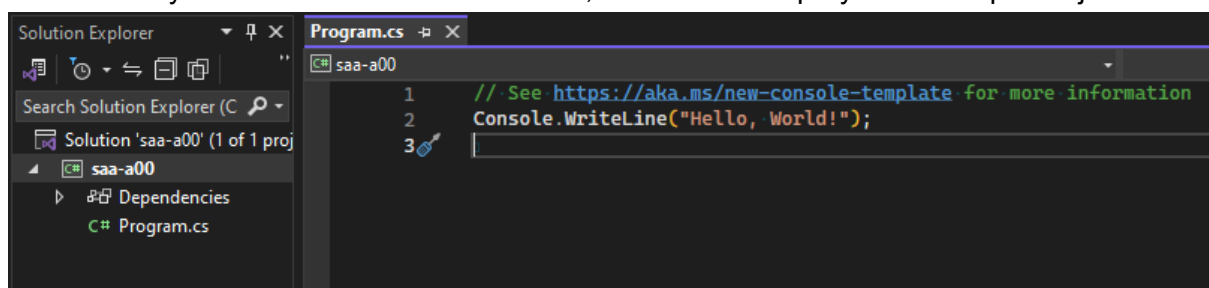 Solution Explorer
Search Solution Explorer (C
Solution 'saa-a00' (1 of 1 proj
C# saa-a00
Dependencies
C# Program.cs
Program.cs
C# saa-a00
1 // See https://aka.ms/new-console-template for more information
2 Console.WriteLine("Hello, World!");
3